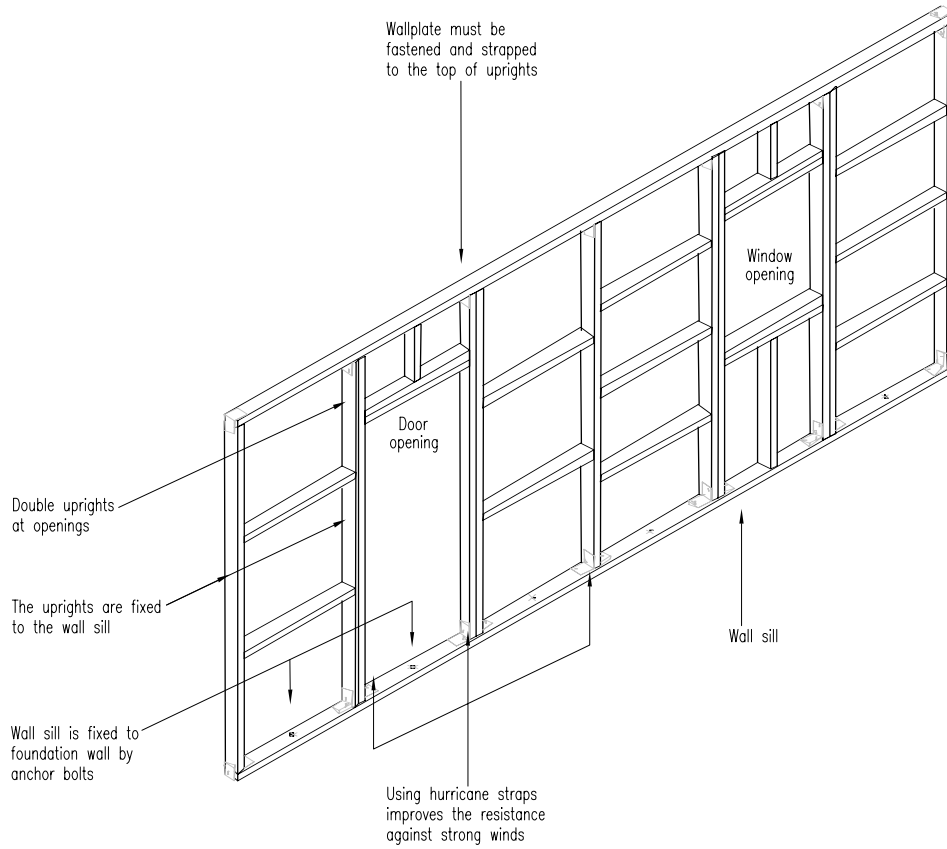 Wallplate must be
fastened and strapped
to the top of uprights
Window
opening
Door
opening
Double uprights
at openings
The uprights are fixed
to the wall sill
Wall sill
Wall sill is fixed to
foundation wall by
anchor bolts
Using hurricane straps
improves the resistance
against strong winds